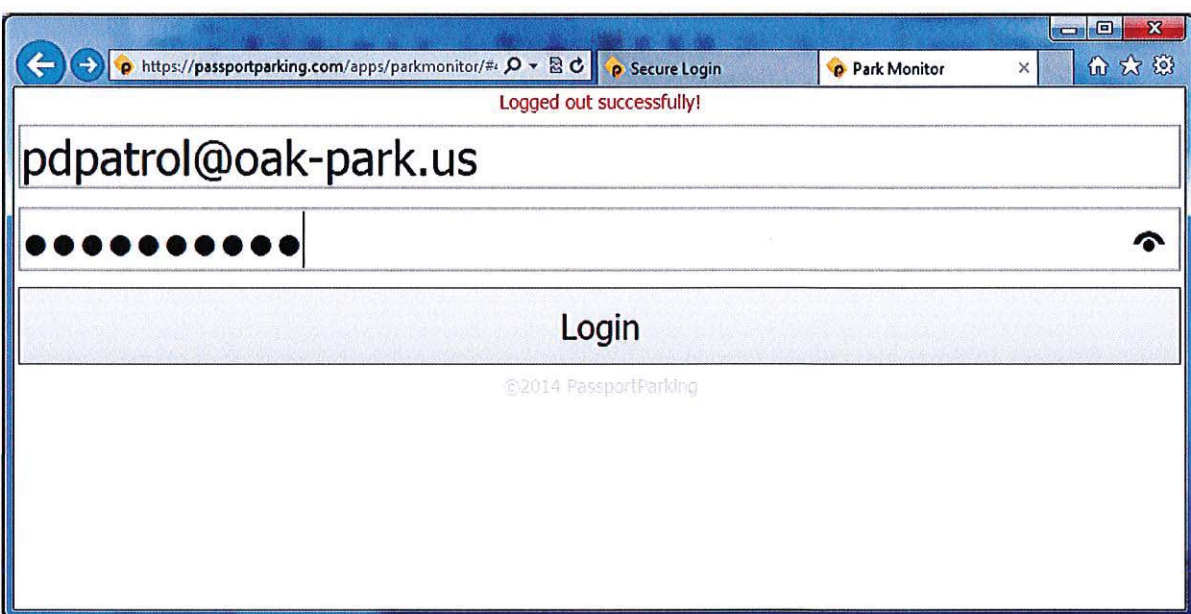 https://passportparking.com/apps/parkmonitor/#
Secure Login
Park Monitor
Logged out successfully!
pdpatrol@oak-park.us
●●●●●●●●●●
Login
©2014 PassportParking